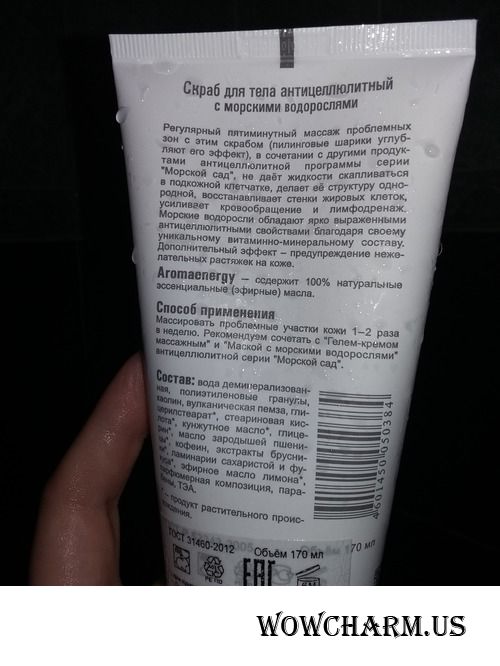 Скраб для тела антицеллюлитный
с морскими водорослями
Регулярный пятиминутный массаж проблемных
зон с этим скрабом (пилинговые шарики углуб-
ляют его эффект), в сочетании с другими продук-
тами антицеллюлитной программы серии
"Морской сад", не даёт жидкости скапливаться
в подкожной клетчатке, делает её структуру одно-
родной, восстанавливает стенки жировых клеток,
усиливает кровообращение и лимфодренаж.
Морские водоросли обладают ярко выраженными
антицеллюлитными свойствами благодаря своему
уникальному витаминно-минеральному составу.
Дополнительный эффект – предупреждение неже-
лательных растяжек на коже.
Aromaenergy – содержит 100% натуральные
эссенциальные (эфирные) масла.
Способ применения
Массировать проблемные участки кожи 1–2 раза
в неделю. Рекомендуем сочетать с "Гелем-кремом
массажным" и "Маской с морскими водорослями"
антицеллюлитной серии "Морской сад".
Состав: вода деминерализован-
ная, полиэтиленовые гранулы,
каолин, вулканическая пемза, гли-
церилстеарат*, стеариновая кис-
лота*, кунжутное масло*, глице-
рин*, масло зародышей пшени-
цы*, кофеин, экстракты брусни-
ки*, ламинарии сахаристой и фу-
куса*, эфирное масло лимона*,
парфюмерная композиция, пара-
бены, ТЭА.
* - продукт растительного проис-
хождения.
4 601450 050384
ГОСТ 31460-2012
Объём 170 мл
170 мл
EAC
WOWCHARM.US